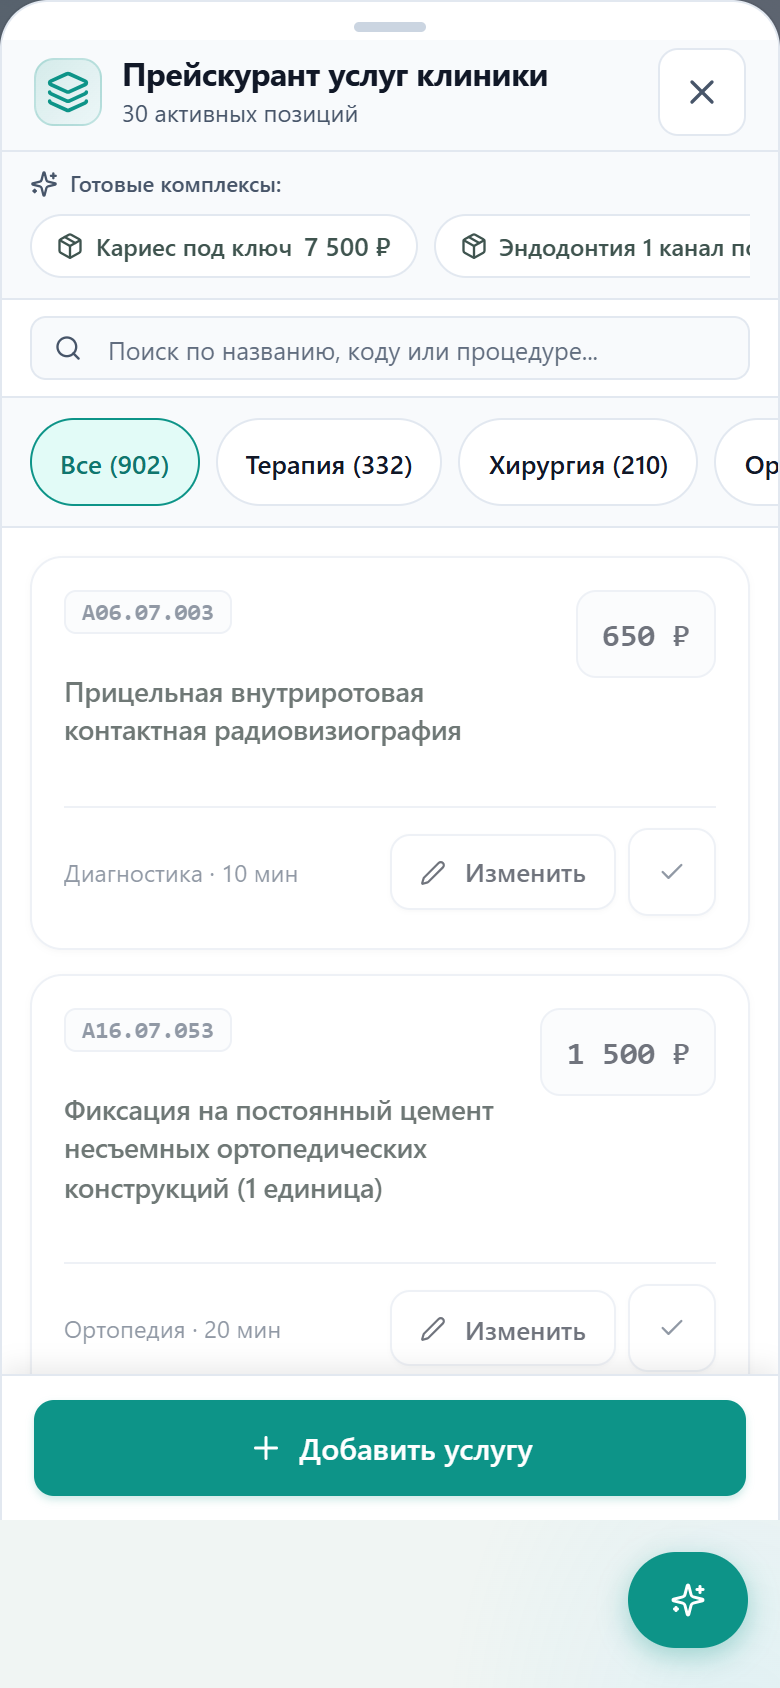 Прейскурант услуг клиники
30 активных позиций
Готовые комплексы:
Кариес под ключ 7 500 ₽
Эндодонтия 1 канал
Поиск по названию, коду или процедуре...
Все (902)
Терапия (332)
Хирургия (210)
Ор
A06.07.003
650 ₽
Прицельная внутриротовая
контактная радиовизиография
Диагностика · 10 мин
Изменить
A16.07.053
1 500 ₽
Фиксация на постоянный цемент
несъемных ортопедических
конструкций (1 единица)
Ортопедия · 20 мин
Изменить
Добавить услугу